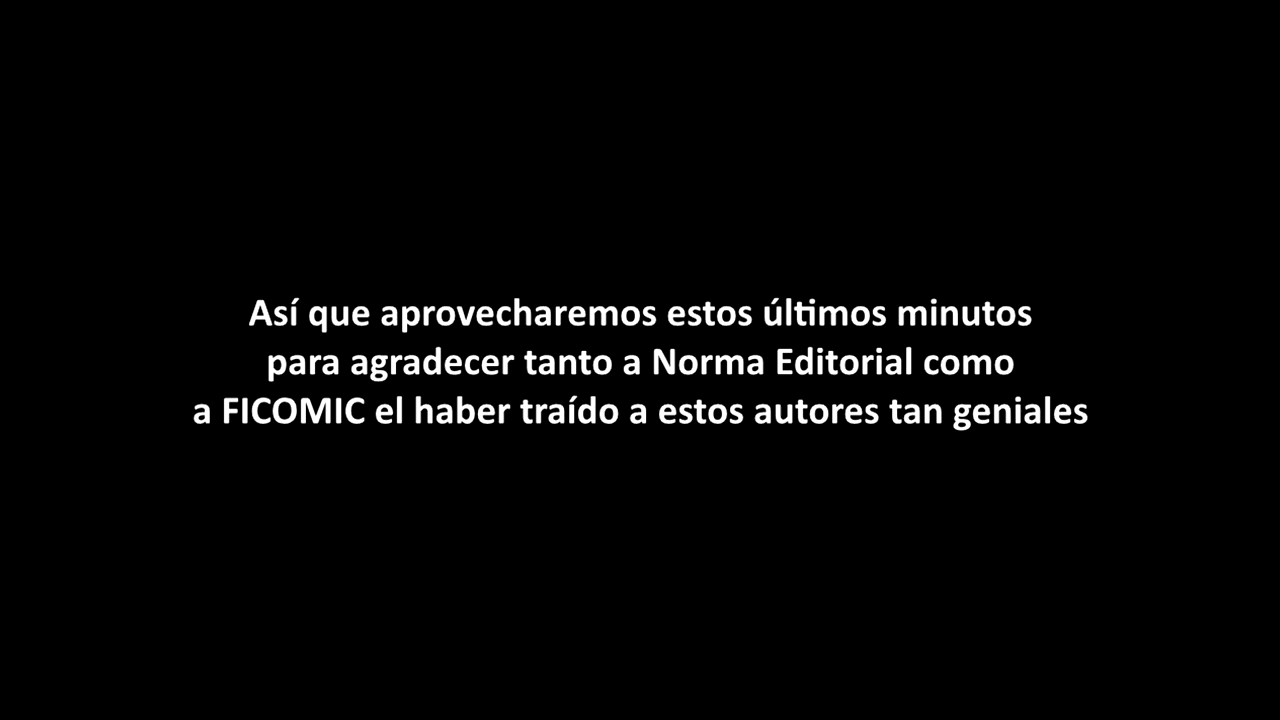 Así que aprovecharemos estos últimos minutos
para agradecer tanto a Norma Editorial como
a FICOMIC el haber traído a estos autores tan geniales